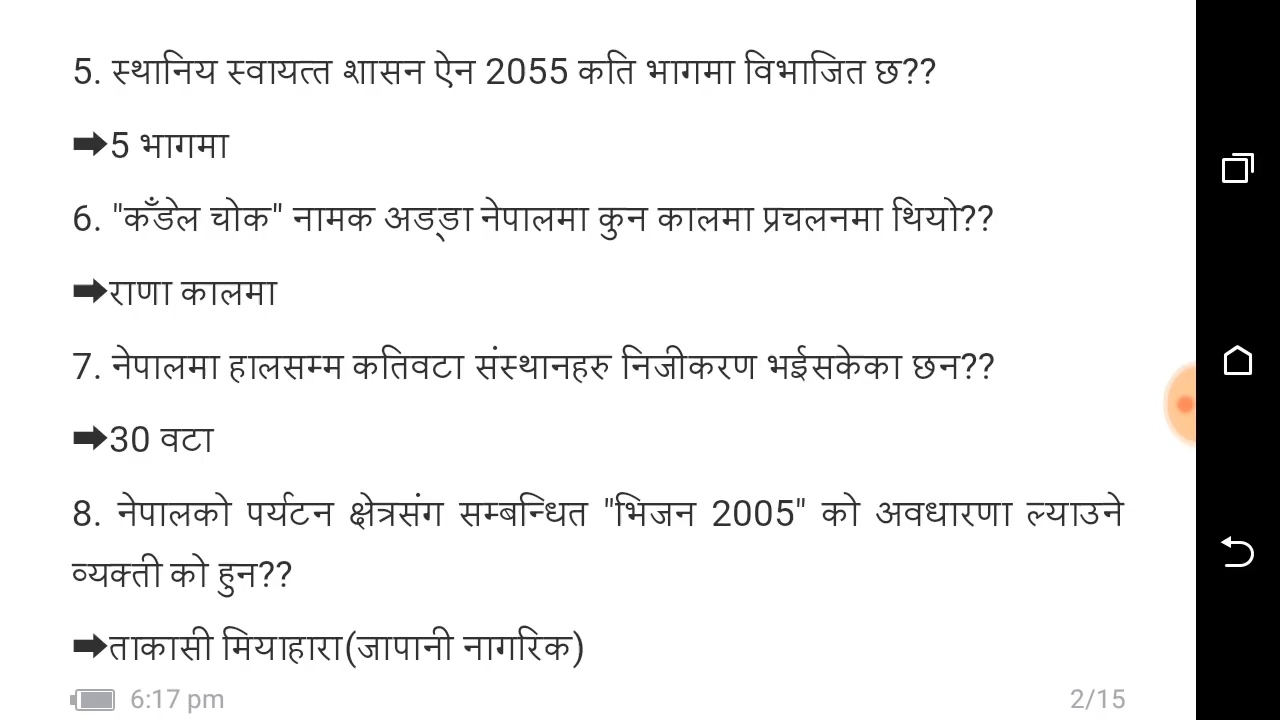 5. स्थानिय स्वायत्त शासन ऐन 2055 कति भागमा विभाजित छ??
➡5 भागमा
6. "कँडेल चोक" नामक अड्डा नेपालमा कुन कालमा प्रचलनमा थियो??
➡राणा कालमा
7. नेपालमा हालसम्म कतिवटा संस्थानहरु निजीकरण भईसकेका छन??
➡30 वटा
8. नेपालको पर्यटन क्षेत्रसंग सम्बन्धित "भिजन 2005" को अवधारणा ल्याउने
व्यक्ती को हुन??
➡ताकासी मियाहारा(जापानी नागरिक)
6:17 pm 2/15